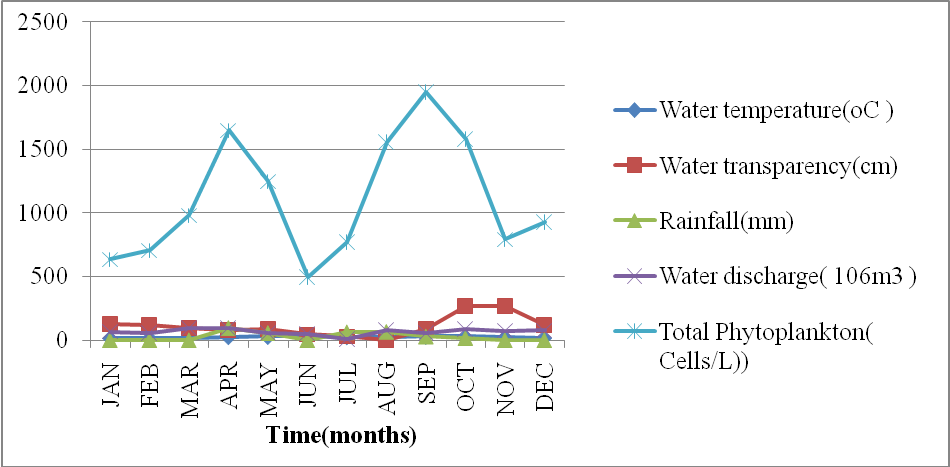 2500
2000
1500
1000
500
0
JAN
FEB
MAR
APR
MAY
JUN
JUL
AUG
SEP
OCT
NOV
DEC
Time(months)
Water temperature(oC )
Water transparency(cm)
Rainfall(mm)
Water discharge( 106m3 )
Total Phytoplankton(
Cells/L))